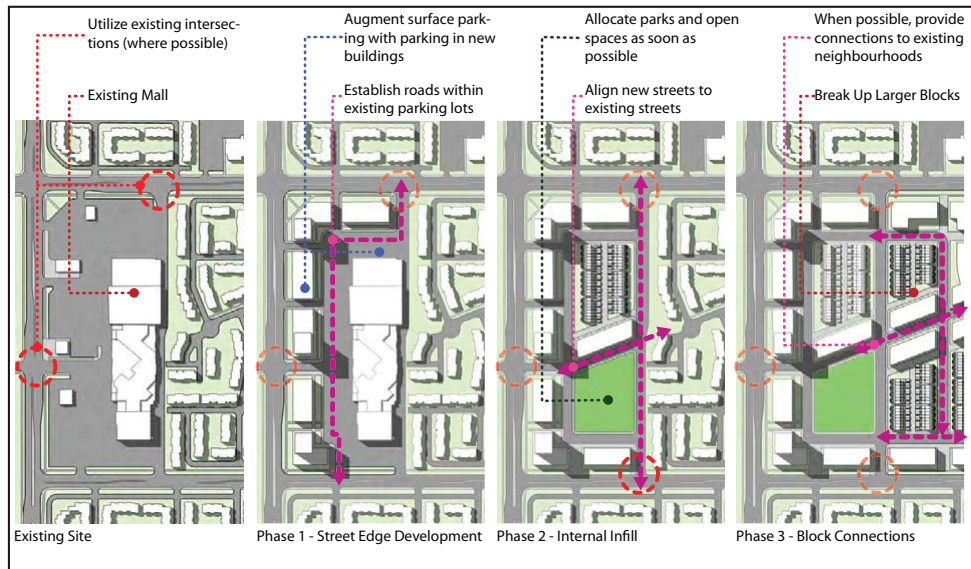 Utilize existing intersec-
tions (where possible)
Existing Mall
Existing Site
Augment surface park-
ing with parking in new
buildings
Establish roads within
existing parking lots
Phase 1 - Street Edge Development
Allocate parks and open
spaces as soon as
possible
Align new streets to
existing streets
Phase 2 - Internal Infill
When possible, provide
connections to existing
neighbourhoods
Break Up Larger Blocks
Phase 3 - Block Connections